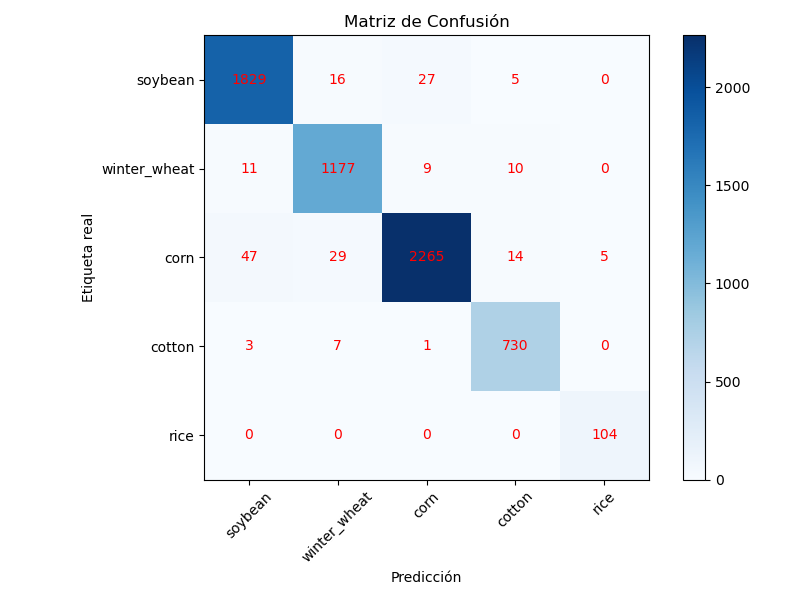 Matriz de Confusión
soybean 1829 16 27 5 0
winter_wheat 11 1177 9 10 0
corn 47 29 2265 14 5
cotton 3 7 1 730 0
rice 0 0 0 0 104
soybean winter_wheat corn cotton rice
Predicción
Etiqueta real
2000
1500
1000
500
0